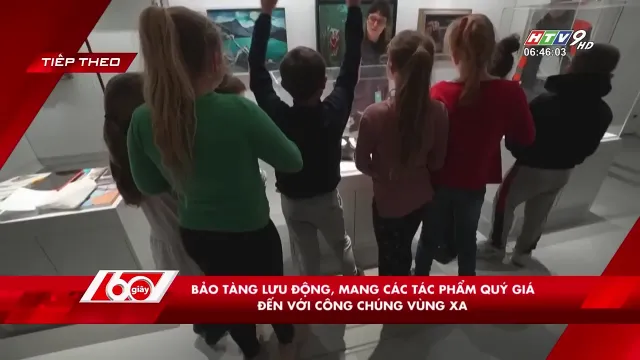 TIẾP THEO
HTV9 HD
06:46:03
60 giây
BẢO TÀNG LƯU ĐỘNG, MANG CÁC TÁC PHẨM QUÝ GIÁ
ĐẾN VỚI CÔNG CHÚNG VÙNG XA